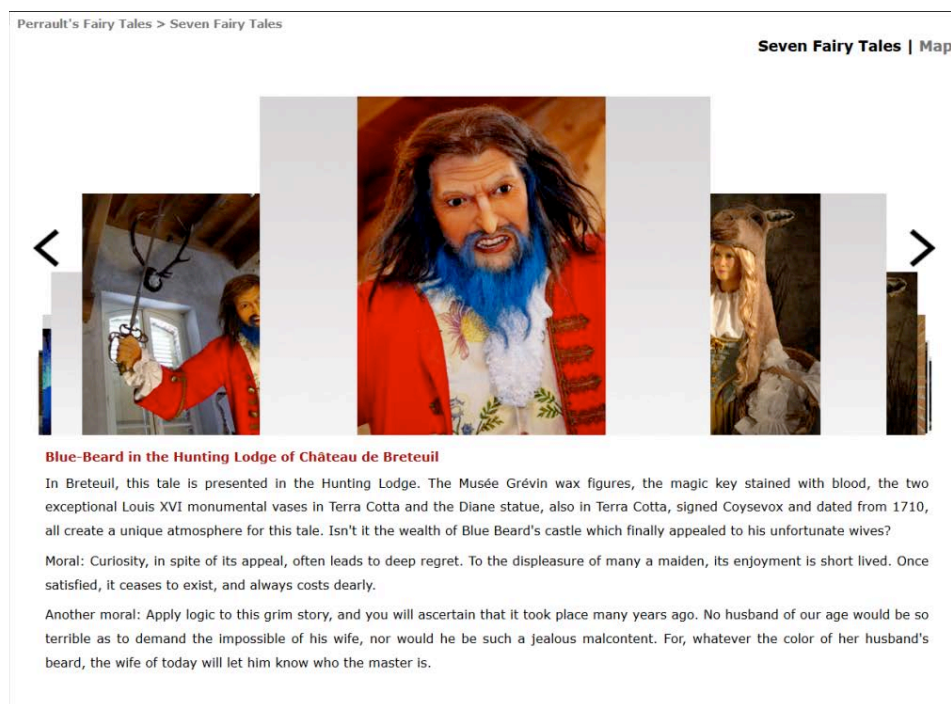 Perrault's Fairy Tales > Seven Fairy Tales
Seven Fairy Tales | Map
Blue-Beard in the Hunting Lodge of Château de Breteuil
In Breteuil, this tale is presented in the Hunting Lodge. The Musée Grévin wax figures, the magic key stained with blood, the two
exceptional Louis XVI monumental vases in Terra Cotta and the Diane statue, also in Terra Cotta, signed Coysevox and dated from 1710,
all create a unique atmosphere for this tale. Isn't it the wealth of Blue Beard's castle which finally appealed to his unfortunate wives?
Moral: Curiosity, in spite of its appeal, often leads to deep regret. To the displeasure of many a maiden, its enjoyment is short lived. Once
satisfied, it ceases to exist, and always costs dearly.
Another moral: Apply logic to this grim story, and you will ascertain that it took place many years ago. No husband of our age would be so
terrible as to demand the impossible of his wife, nor would he be such a jealous malcontent. For, whatever the color of her husband's
beard, the wife of today will let him know who the master is.